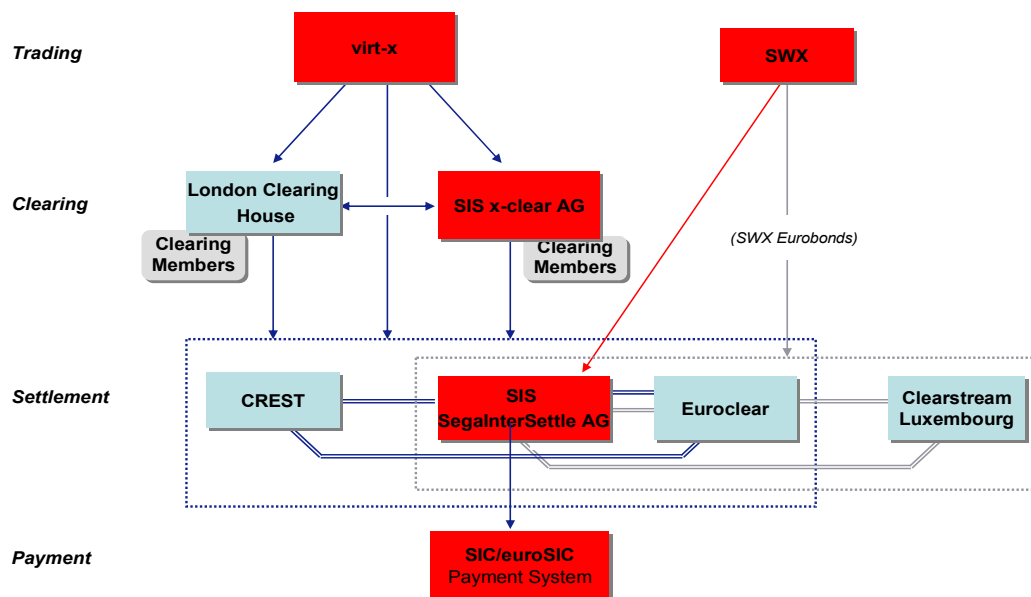 Trading
virt-x
SWX
Clearing
London Clearing
House
SIS x-clear AG
(SWX Eurobonds)
Clearing
Members
Clearing
Members
Settlement
CREST
SIS
SegaInterSettle AG
Euroclear
Clearstream
Luxembourg
Payment
SIC/euroSIC
Payment System